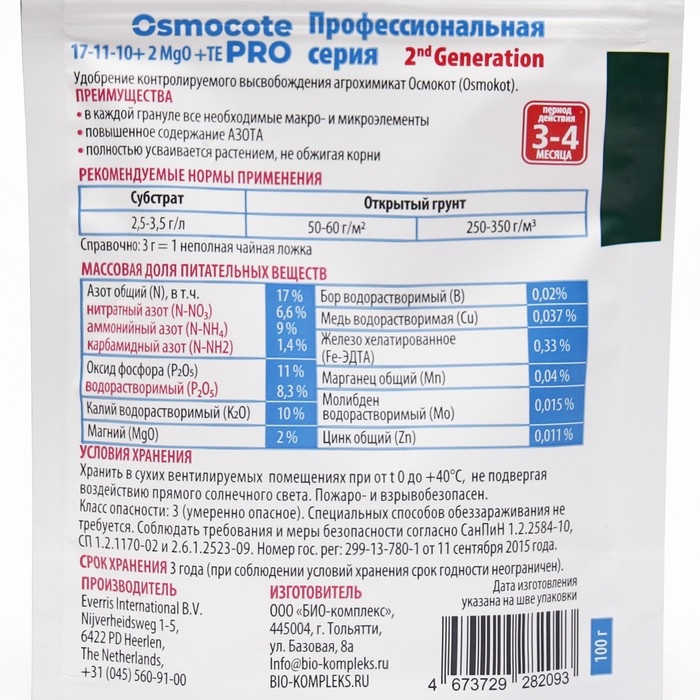 Osmocote Профессиональная
17-11-10+ 2 MgO +TE PRO серия 2nd Generation
Удобрение контролируемого высвобождения агрохимикат Осмокот (Osmokot).
ПРЕИМУЩЕСТВА
• в каждой грануле все необходимые макро- и микроэлементы
• повышенное содержание АЗОТА
• полностью усваивается растением, не обжигая корни
период
действия
3-4
МЕСЯЦА
РЕКОМЕНДУЕМЫЕ НОРМЫ ПРИМЕНЕНИЯ
Субстрат Открытый грунт
2,5-3,5 г/л 50-60 г/м² 250-350 г/м³
Справочно: 3 г = 1 неполная чайная ложка
МАССОВАЯ ДОЛЯ ПИТАТЕЛЬНЫХ ВЕЩЕСТВ
Азот общий (N), в т.ч. 17 %
нитратный азот (N-NO₃) 6,6 %
аммонийный азот (N-NH₄) 9 %
карбамидный азот (N-NH2) 1,4 %
Оксид фосфора (P₂O₅) 11 %
водорастворимый (P₂O₅) 8,3 %
Калий водорастворимый (K₂O) 10 %
Магний (MgO) 2 %
Бор водорастворимый (B) 0,02%
Медь водорастворимая (Cu) 0,037 %
Железо хелатированное
(Fe-ЭДТА) 0,33 %
Марганец общий (Mn) 0,04 %
Молибден
водорастворимый (Mo) 0,015%
Цинк общий (Zn) 0,011%
УСЛОВИЯ ХРАНЕНИЯ
Хранить в сухих вентилируемых помещениях при от t 0 до +40°C, не подвергая
воздействию прямого солнечного света. Пожаро- и взрывобезопасен.
Класс опасности: 3 (умеренно опасное). Специальных способов обеззараживания не
требуется. Соблюдать требования и меры безопасности согласно СанПиН 1.2.2584-10,
СП 1.2.1170-02 и 2.6.1.2523-09. Номер гос. рег: 299-13-780-1 от 11 сентября 2015 года.
СРОК ХРАНЕНИЯ 3 года (при соблюдении условий хранения срок годности неограничен).
ПРОИЗВОДИТЕЛЬ
Everris International B.V.
Nijverheidsweg 1-5,
6422 PD Heerlen,
The Netherlands,
+31 (045) 560-91-00
ИЗГОТОВИТЕЛЬ
ООО «БИО-комплекс»,
445004, г. Тольятти,
ул. Базовая, 8а
Info@bio-kompleks.ru
BIO-KOMPLEKS.RU
Дата изготовления
указана на шве упаковки
4 673729 282093
100 г